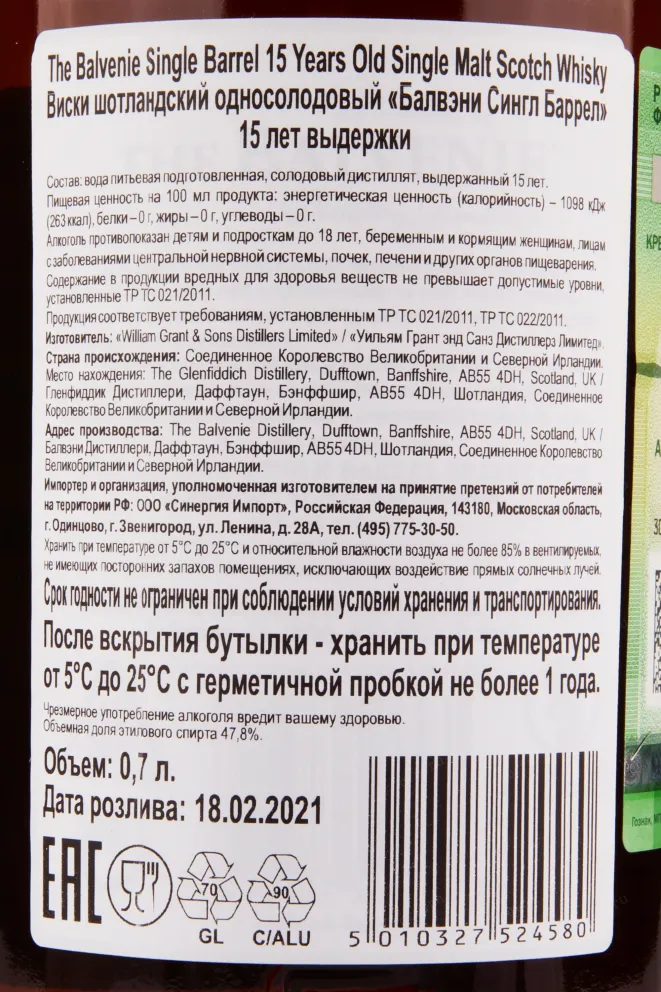 The Balvenie Single Barrel 15 Years Old Single Malt Scotch Whisky
Виски шотландский односолодовый «Балвэни Сингл Баррел»
15 лет выдержки
Состав: вода питьевая подготовленная, солодовый дистиллят, выдержанный 15 лет.
Пищевая ценность на 100 мл продукта: энергетическая ценность (калорийность) – 1098 кДж
(263 ккал), белки – 0 г, жиры – 0 г, углеводы – 0 г.
Алкоголь противопоказан детям и подросткам до 18 лет, беременным и кормящим женщинам, лицам
с заболеваниями центральной нервной системы, почек, печени и других органов пищеварения.
Содержание в продукции вредных для здоровья веществ не превышает допустимые уровни,
установленные ТР ТС 021/2011.
Продукция соответствует требованиям, установленным ТР ТС 021/2011, ТР ТС 022/2011.
Изготовитель: «William Grant & Sons Distillers Limited» / «Уильям Грант энд Санз Дистиллерз Лимитед».
Страна происхождения: Соединенное Королевство Великобритании и Северной Ирландии.
Место нахождения: The Glenfiddich Distillery, Dufftown, Banffshire, AB55 4DH, Scotland, UK /
Гленфиддик Дистиллери, Даффтаун, Бэнффшир, AB55 4DH, Шотландия, Соединенное
Королевство Великобритании и Северной Ирландии.
Адрес производства: The Balvenie Distillery, Dufftown, Banffshire, AB55 4DH, Scotland, UK /
Балвэни Дистиллери, Даффтаун, Бэнффшир, AB55 4DH, Шотландия, Соединенное Королевство
Великобритании и Северной Ирландии.
Импортер и организация, уполномоченная изготовителем на принятие претензий от потребителей
на территории РФ: ООО «Синергия Импорт», Российская Федерация, 143180, Московская область,
г. Одинцово, г. Звенигород, ул. Ленина, д. 28А, тел. (495) 775-30-50.
Хранить при температуре от 5°С до 25°С и относительной влажности воздуха не более 85% в вентилируемых,
не имеющих посторонних запахов помещениях, исключающих воздействие прямых солнечных лучей.
Срок годности не ограничен при соблюдении условий хранения и транспортирования.
После вскрытия бутылки - хранить при температуре
от 5°С до 25°С с герметичной пробкой не более 1 года.
Чрезмерное употребление алкоголя вредит вашему здоровью.
Объемная доля этилового спирта 47,8%.
Объем: 0,7 л.
Дата розлива: 18.02.2021
EAC
70
GL
90
C/ALU
5 010327 524580